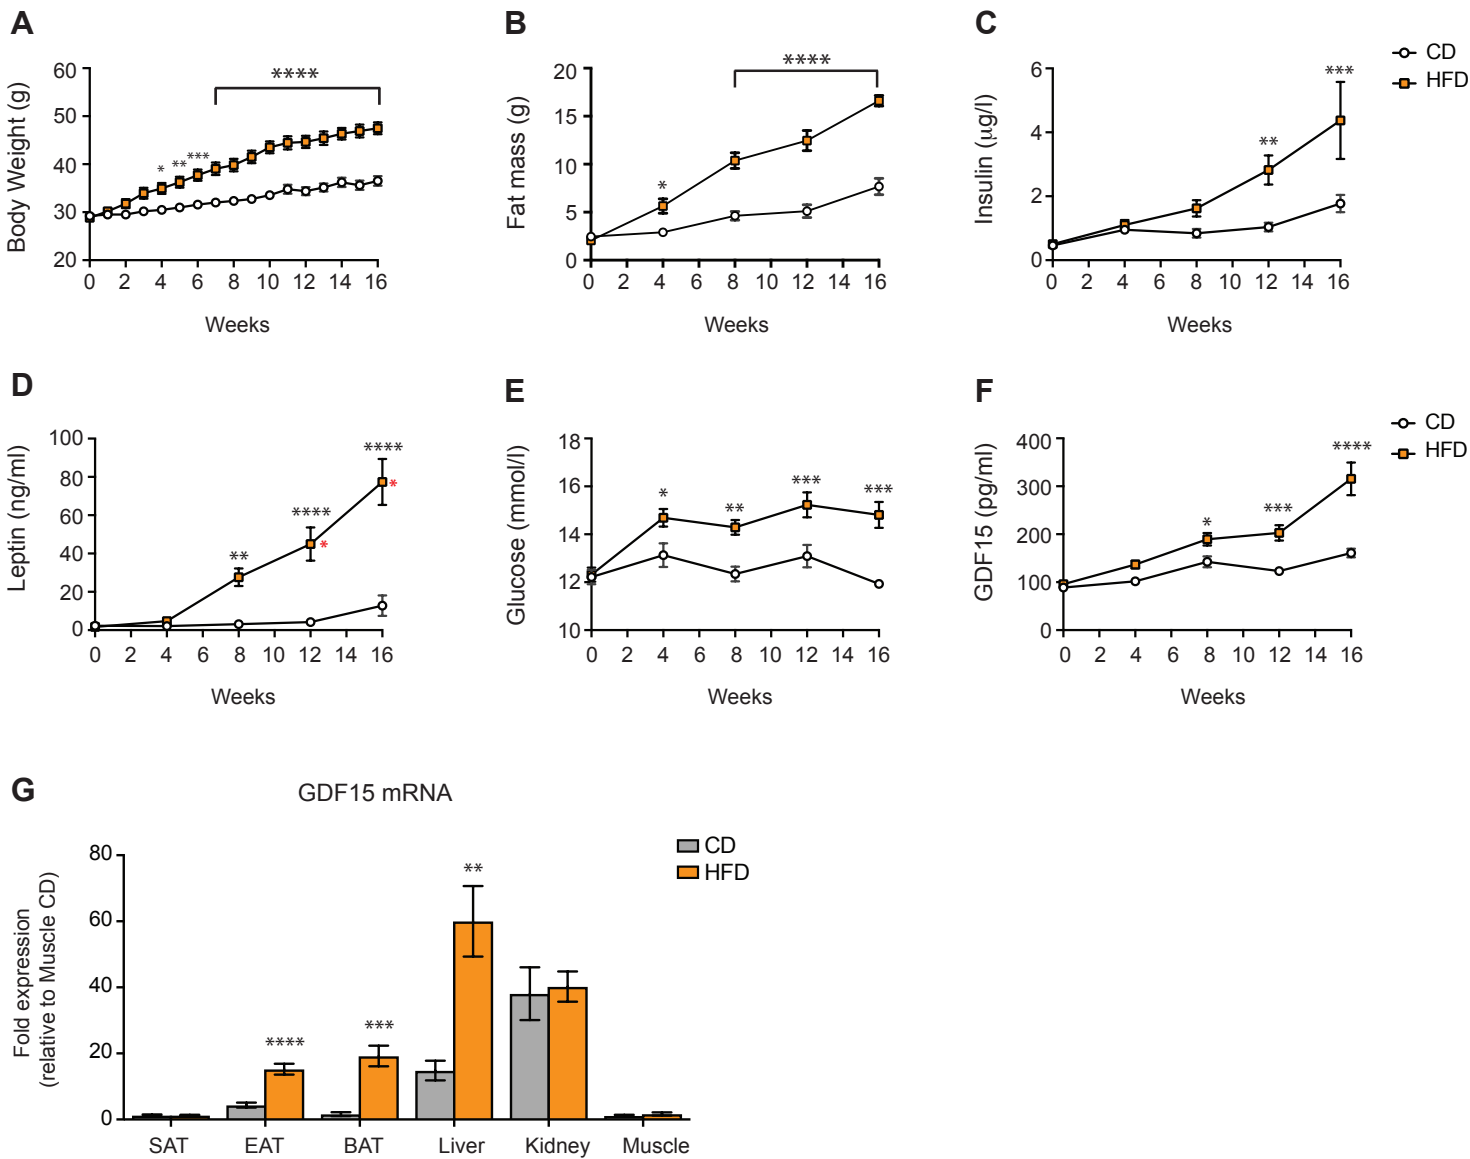 A
B
C
CD
HFD
60
50
40
30
20
Body Weight (g)
****
* ** ***
0 2 4 6 8 10 12 14 16
Weeks
20
15
10
5
0
Fat mass (g)
****
*
0 2 4 6 8 10 12 14 16
Weeks
6
4
2
0
Insulin (µg/l)
***
**
0 2 4 6 8 10 12 14 16
Weeks
D
E
F
CD
HFD
100
80
60
40
20
0
Leptin (ng/ml)
****
*
****
*
**
0 2 4 6 8 10 12 14 16
Weeks
18
16
14
12
10
Glucose (mmol/l)
* ** *** ***
0 2 4 6 8 10 12 14 16
Weeks
400
300
200
100
0
GDF15 (pg/ml)
****
***
*
0 2 4 6 8 10 12 14 16
Weeks
G
GDF15 mRNA
CD
HFD
80
60
40
20
0
Fold expression
(relative to Muscle CD)
**
***
****
SAT EAT BAT Liver Kidney Muscle